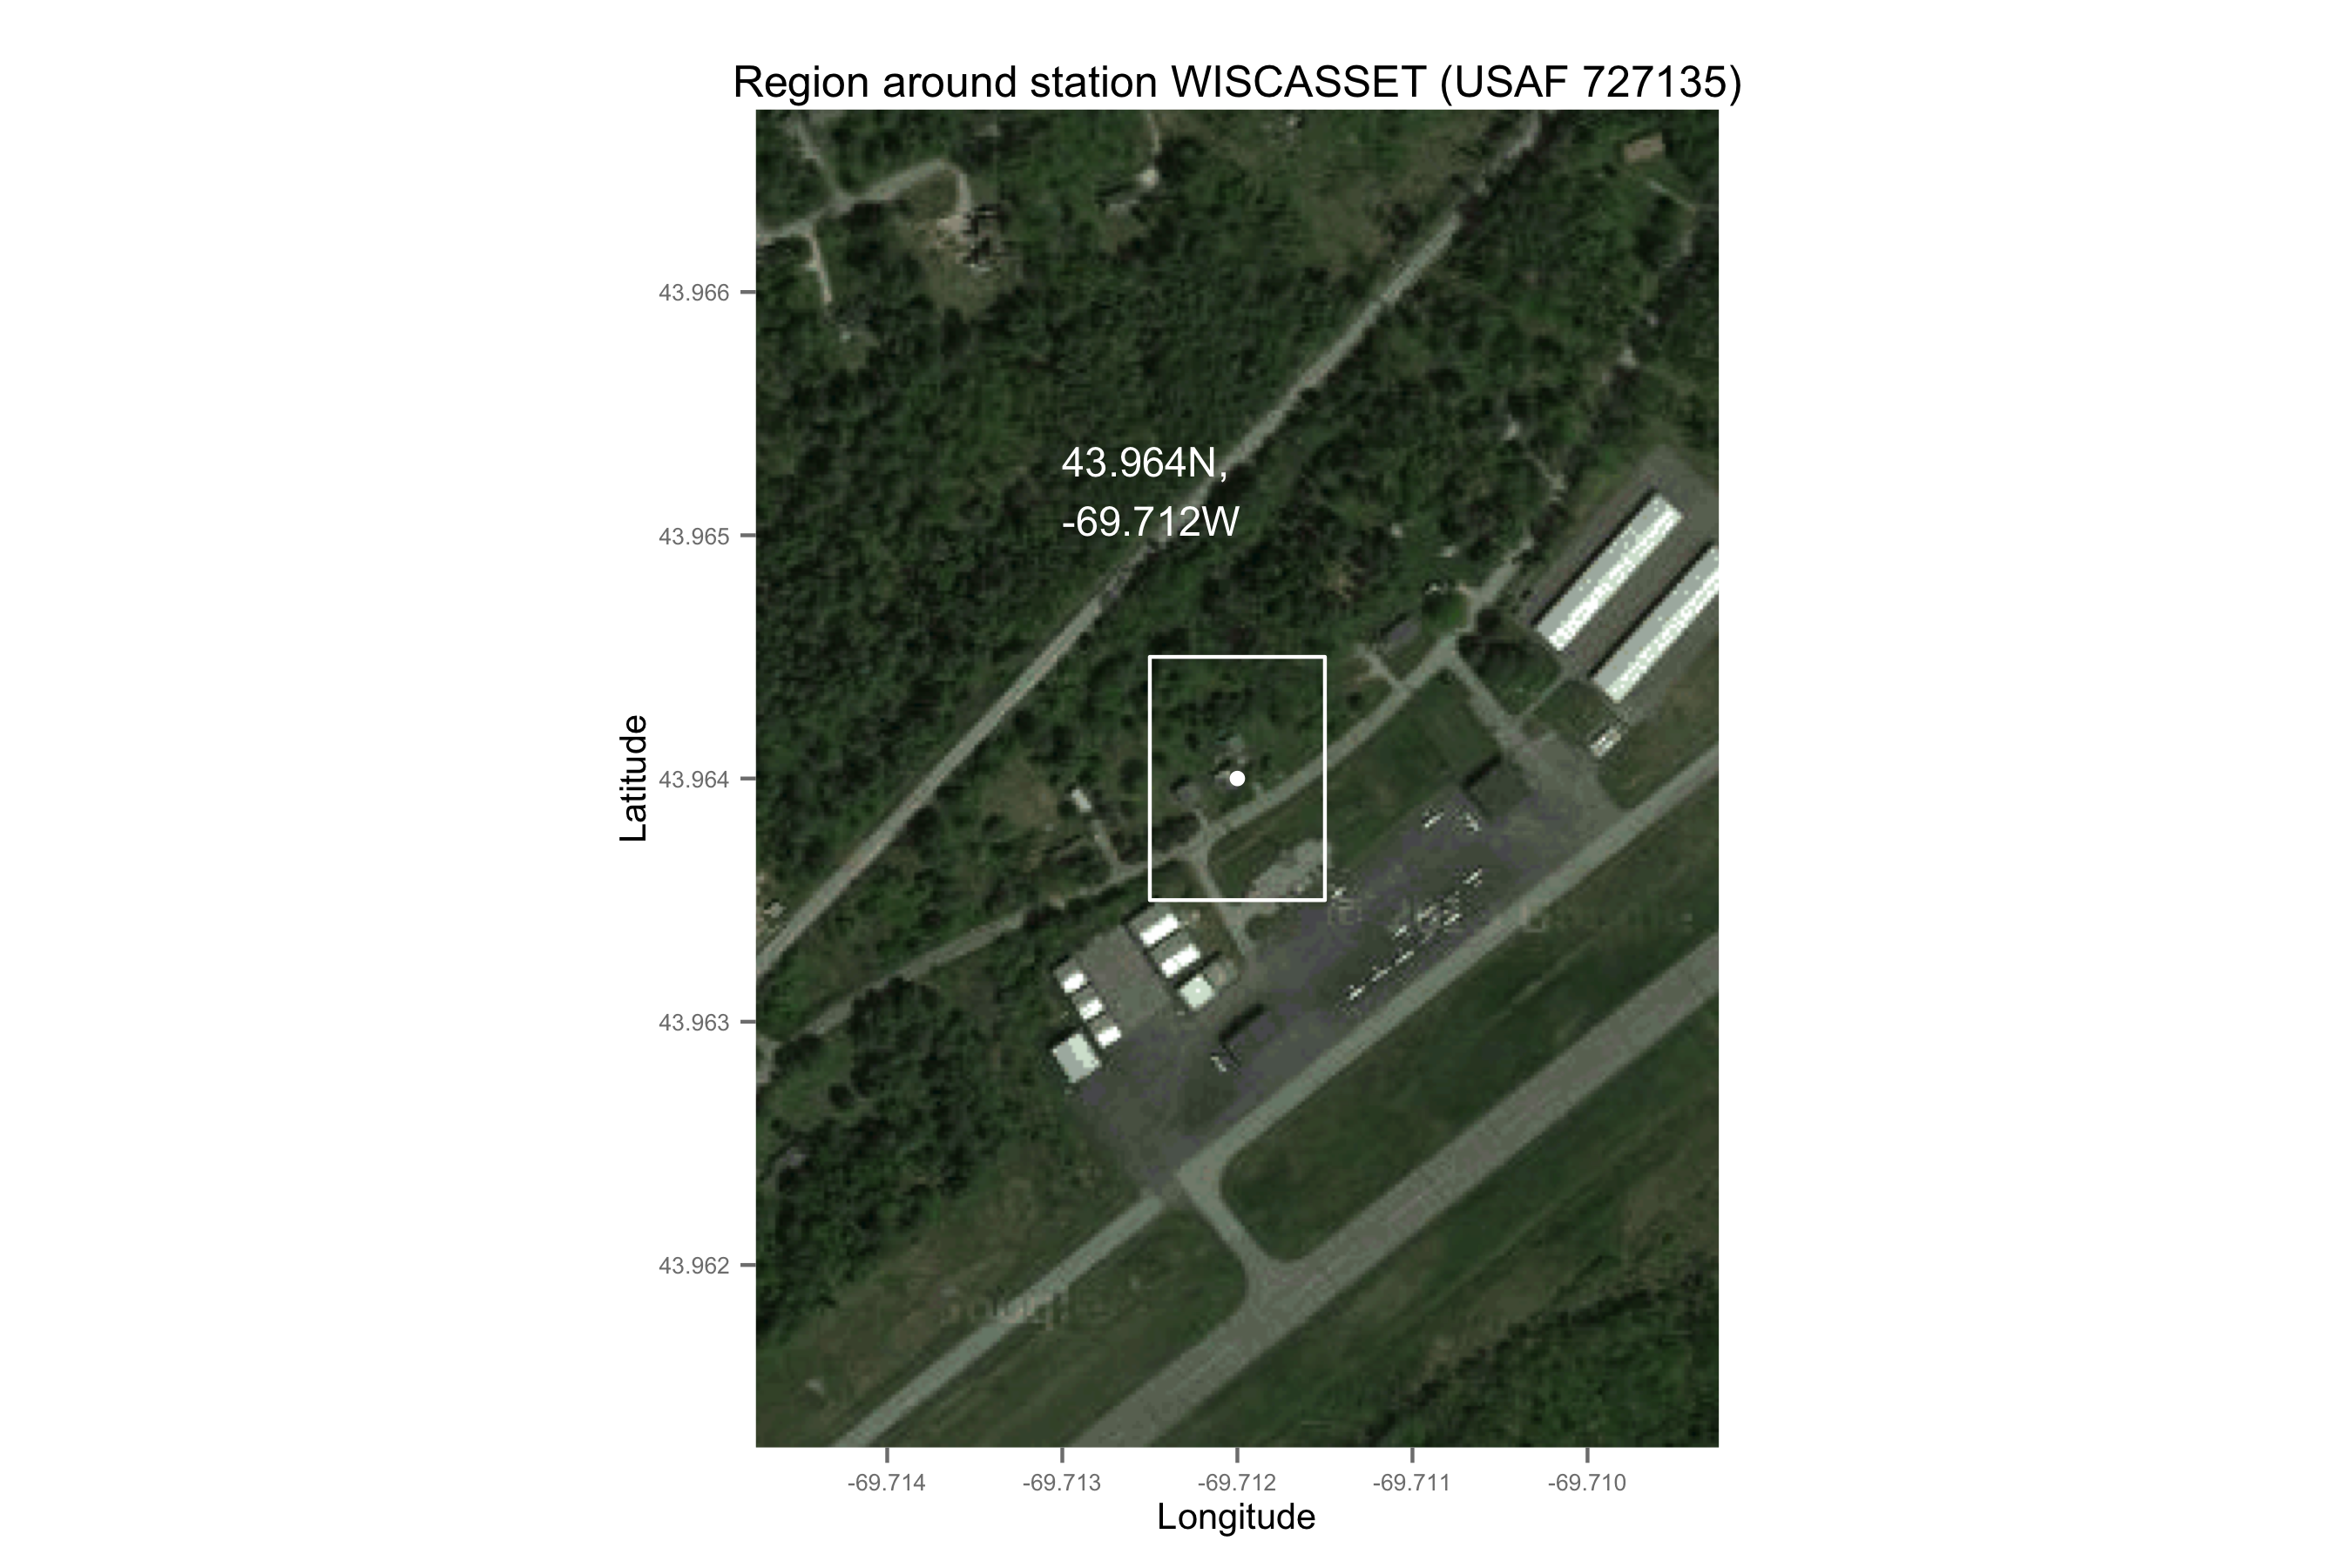 Region around station WISCASSET (USAF 727135)
43.966
43.964N,
-69.712W
43.965
Latitude
43.964
43.963
43.962
-69.714 -69.713 -69.712 -69.711 -69.710
Longitude